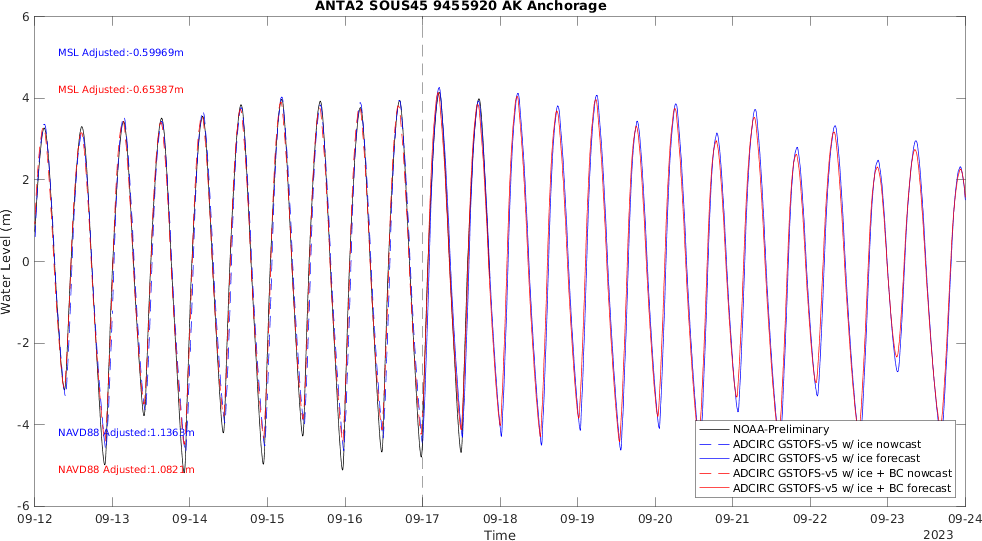 ANTA2 SOUS45 9455920 AK Anchorage
6
MSL Adjusted:-0.59969m
MSL Adjusted:-0.65387m
4
2
0
-2
-4
-6
Water Level (m)
NAVD88 Adjusted:1.1363m
NAVD88 Adjusted:1.0821m
NOAA-Preliminary
ADCIRC GSTOFS-v5 w/ ice nowcast
ADCIRC GSTOFS-v5 w/ ice forecast
ADCIRC GSTOFS-v5 w/ ice + BC nowcast
ADCIRC GSTOFS-v5 w/ ice + BC forecast
09-12 09-13 09-14 09-15 09-16 09-17 09-18 09-19 09-20 09-21 09-22 09-23 09-24
Time
2023